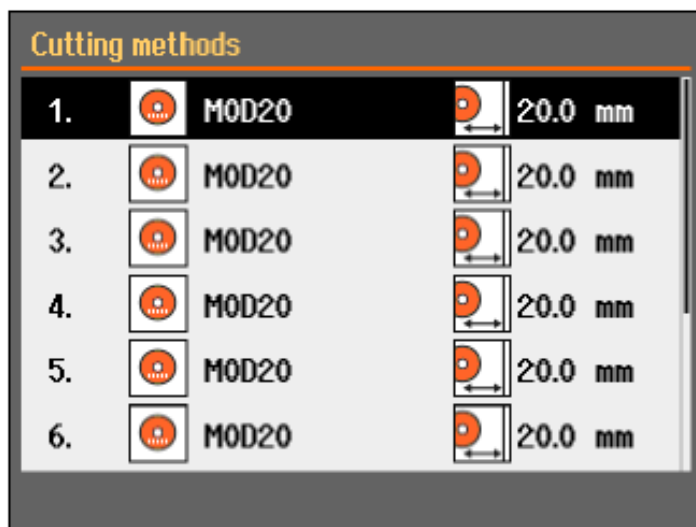 Cutting methods
1. MOD20 20.0 mm
2. MOD20 20.0 mm
3. MOD20 20.0 mm
4. MOD20 20.0 mm
5. MOD20 20.0 mm
6. MOD20 20.0 mm